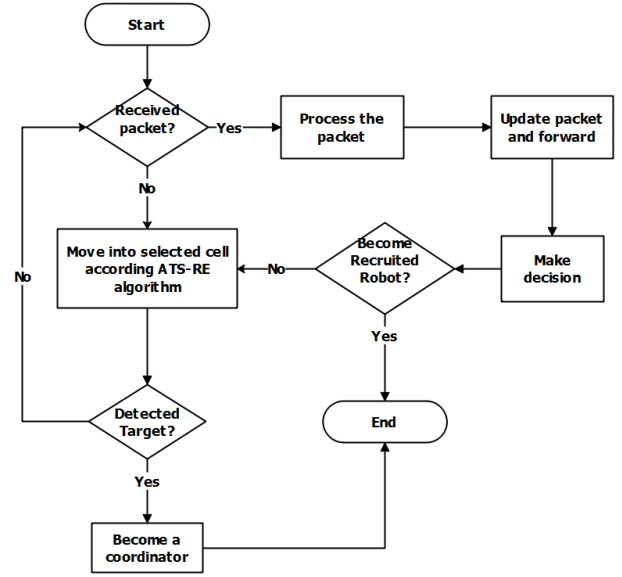 Start
Received
packet?
Yes
Process the
packet
Update packet
and forward
No
Move into selected cell
according ATS-RE
algorithm
No
Become
Recruited
Robot?
Make
decision
No
Yes
Detected
Target?
End
Yes
Become a
coordinator